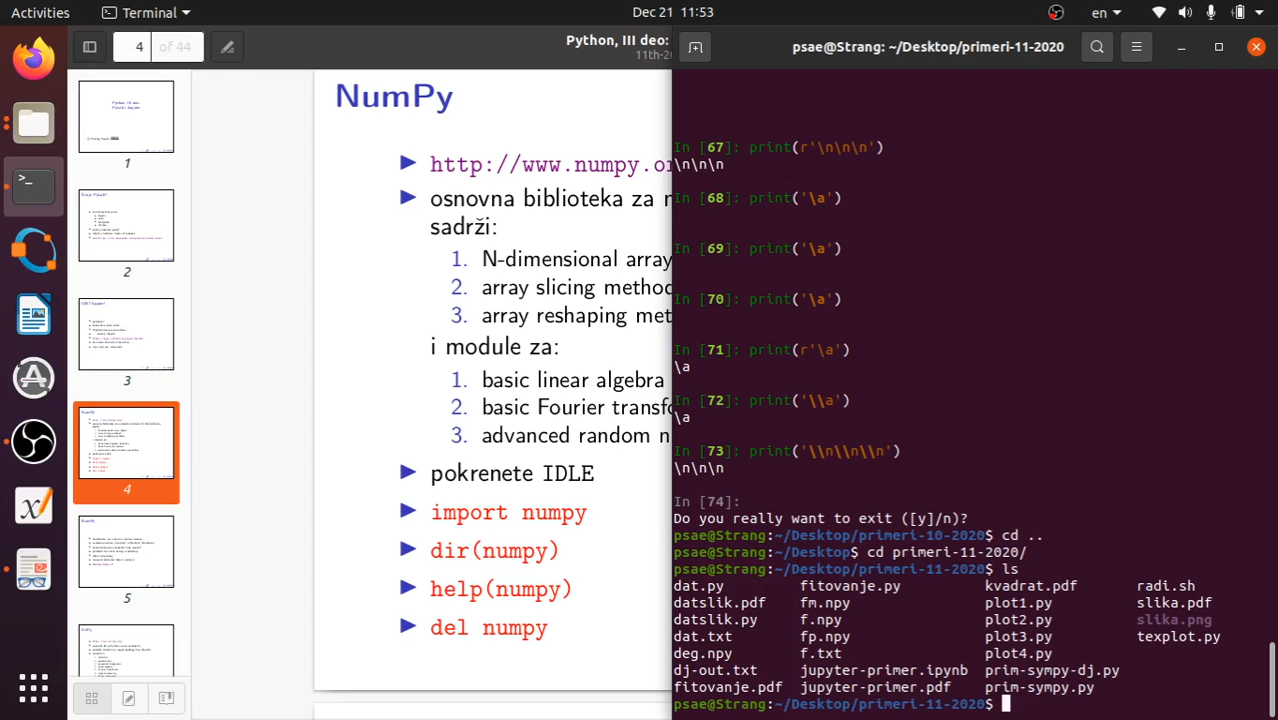 Activities
Terminal
Dec 21 11:53
en
4
of 44
Python, III deo:
11th-2
psae@Strang: ~/Desktop/primeri-11-2020
1
2
3
4
5
NumPy
http://www.numpy.or
osnovna biblioteka za
sadrži:
1. N-dimensional array
2. array slicing method
3. array reshaping met
i module za:
1. basic linear algebra
2. basic Fourier transfo
3. advanced random n
pokrenete IDLE
import numpy
dir(numpy)
help(numpy)
del numpy
In [67]: print(r'\n\n\n')
\n\n\n
In [68]: print('\a')
In [69]: print('\a')
In [70]: print('\a')
In [71]: print(r'\a')
\a
In [72]: print('\\a')
\a
In [73]: print('\\n\\n\\n')
\n\n\n
In [74]:
Do you really want to exit ([y]/n)?
psae@Strang:~/Desktop/primeri-10-2020$ cd ..
psae@Strang:~/Desktop$ cd primeri-11-2020/
psae@Strang:~/Desktop/primeri-11-2020$ ls
dat.py fitovanje.py kvadrat.pdf radi.sh
datslik.pdf fm.npy plot1.py slika.pdf
datslik.py f.npy plot2.py slika.png
dat.txt fp.npy plot3.py texplot.py
deg.npy f.txt plot4.py
dj-out.txt jupyter-primer.ipynb prim-sympy-dj.py
fitovanje.pdf jupyter-primer.pdf prim-sympy.py
psae@Strang:~/Desktop/primeri-11-2020$